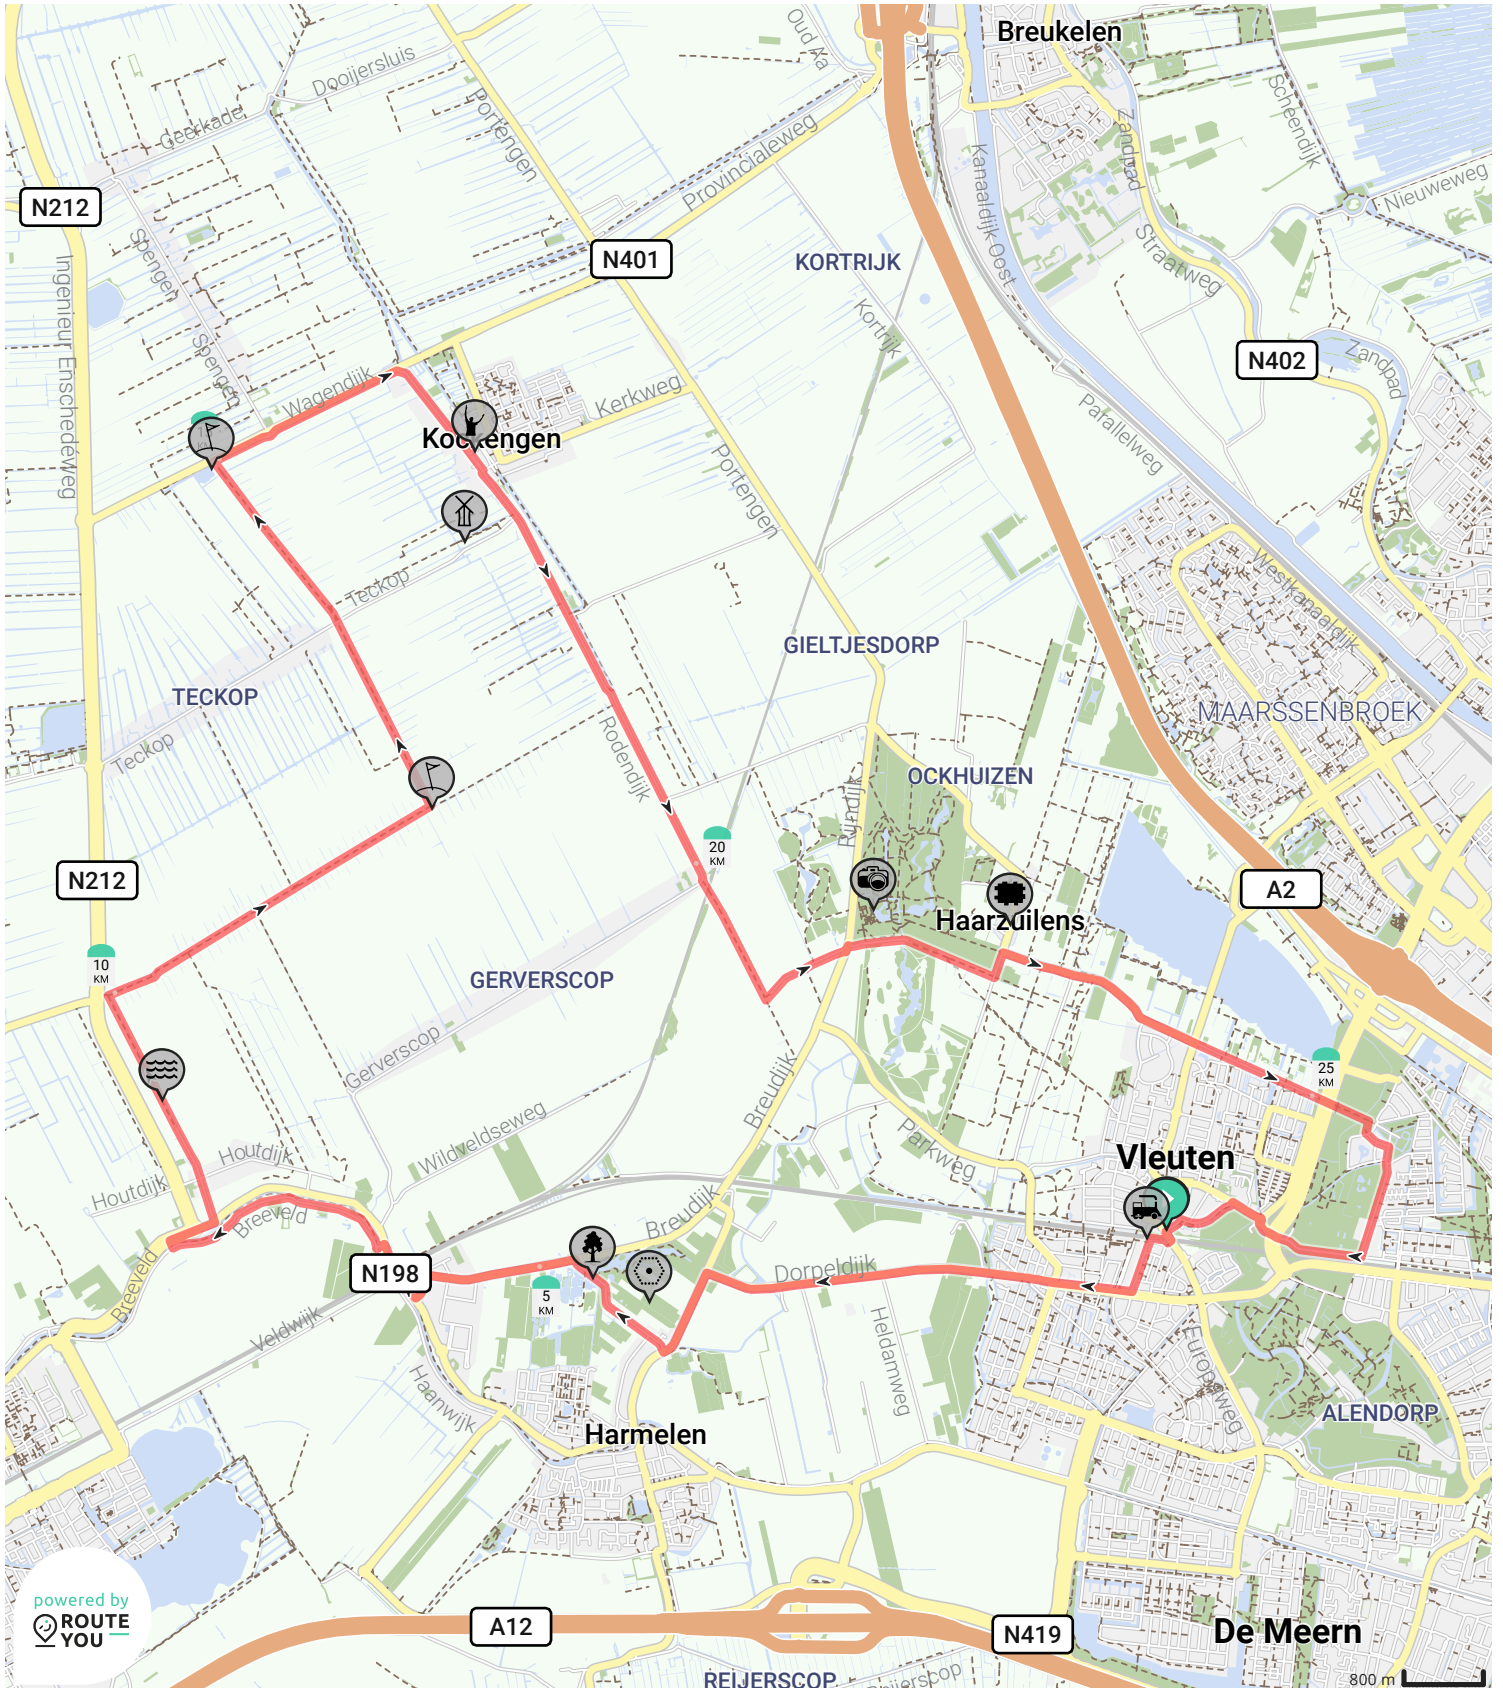 Breukelen
Oud Aa
Dooijersluis
Geerkade
Portengen
Provincialeweg
Zandpad
Scheendijk
Nieuweweg
Kanaaldijk Oost
N212
Spengen
Ingenieur Enschedéweg
N401
KORTRIJK
Straatweg
Kortrijk
N402
Zandpad
Spengen
Wagendijk
Kerkweg
Kockengen
Parallelweg
Portengen
Teckop
Westkanaaldijk
GIELTJESDORP
TECKOP
MAARSSENBROEK
Teckop
Rodendijk
OCKHUIZEN
Rijndijk
20
KM
N212
A2
Haarzuilens
10
KM
GERVERSCOP
Gerverscop
25
KM
Breudijk
Wildveldseweg
Parkweg
Houtdijk
Vleuten
Houtdijk
Breeveld
Breudijk
Breeveld
N198
Dorpeldijk
5
KM
Veldwijk
Heldamweg
Europaweg
Haanwijk
ALENDORP
Harmelen
powered by
ROUTE
YOU
A12
N419
De Meern
REIJERSCOP
800 m